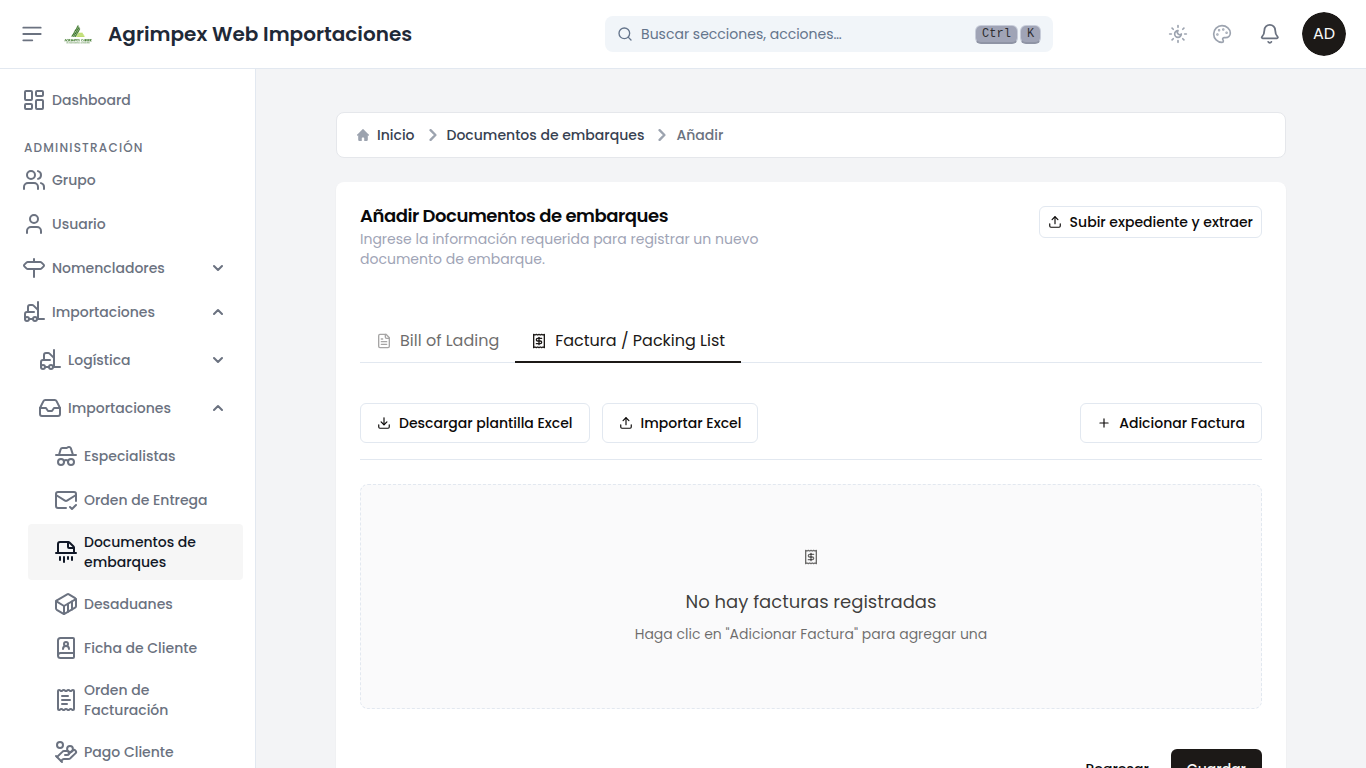 Agrimpex Web Importaciones
Buscar secciones, acciones...
Ctrl K
AD
Dashboard
ADMINISTRACIÓN
Grupo
Usuario
Nomencladores
Importaciones
Logística
Importaciones
Especialistas
Orden de Entrega
Documentos de
embarques
Desaduanes
Ficha de Cliente
Orden de
Facturación
Pago Cliente
Inicio
Documentos de embarques
Añadir
Añadir Documentos de embarques
Ingrese la información requerida para registrar un nuevo
documento de embarque.
Subir expediente y extraer
Bill of Lading
Factura / Packing List
Descargar plantilla Excel
Importar Excel
Adicionar Factura
No hay facturas registradas
Haga clic en "Adicionar Factura" para agregar una
Regresar
Guardar